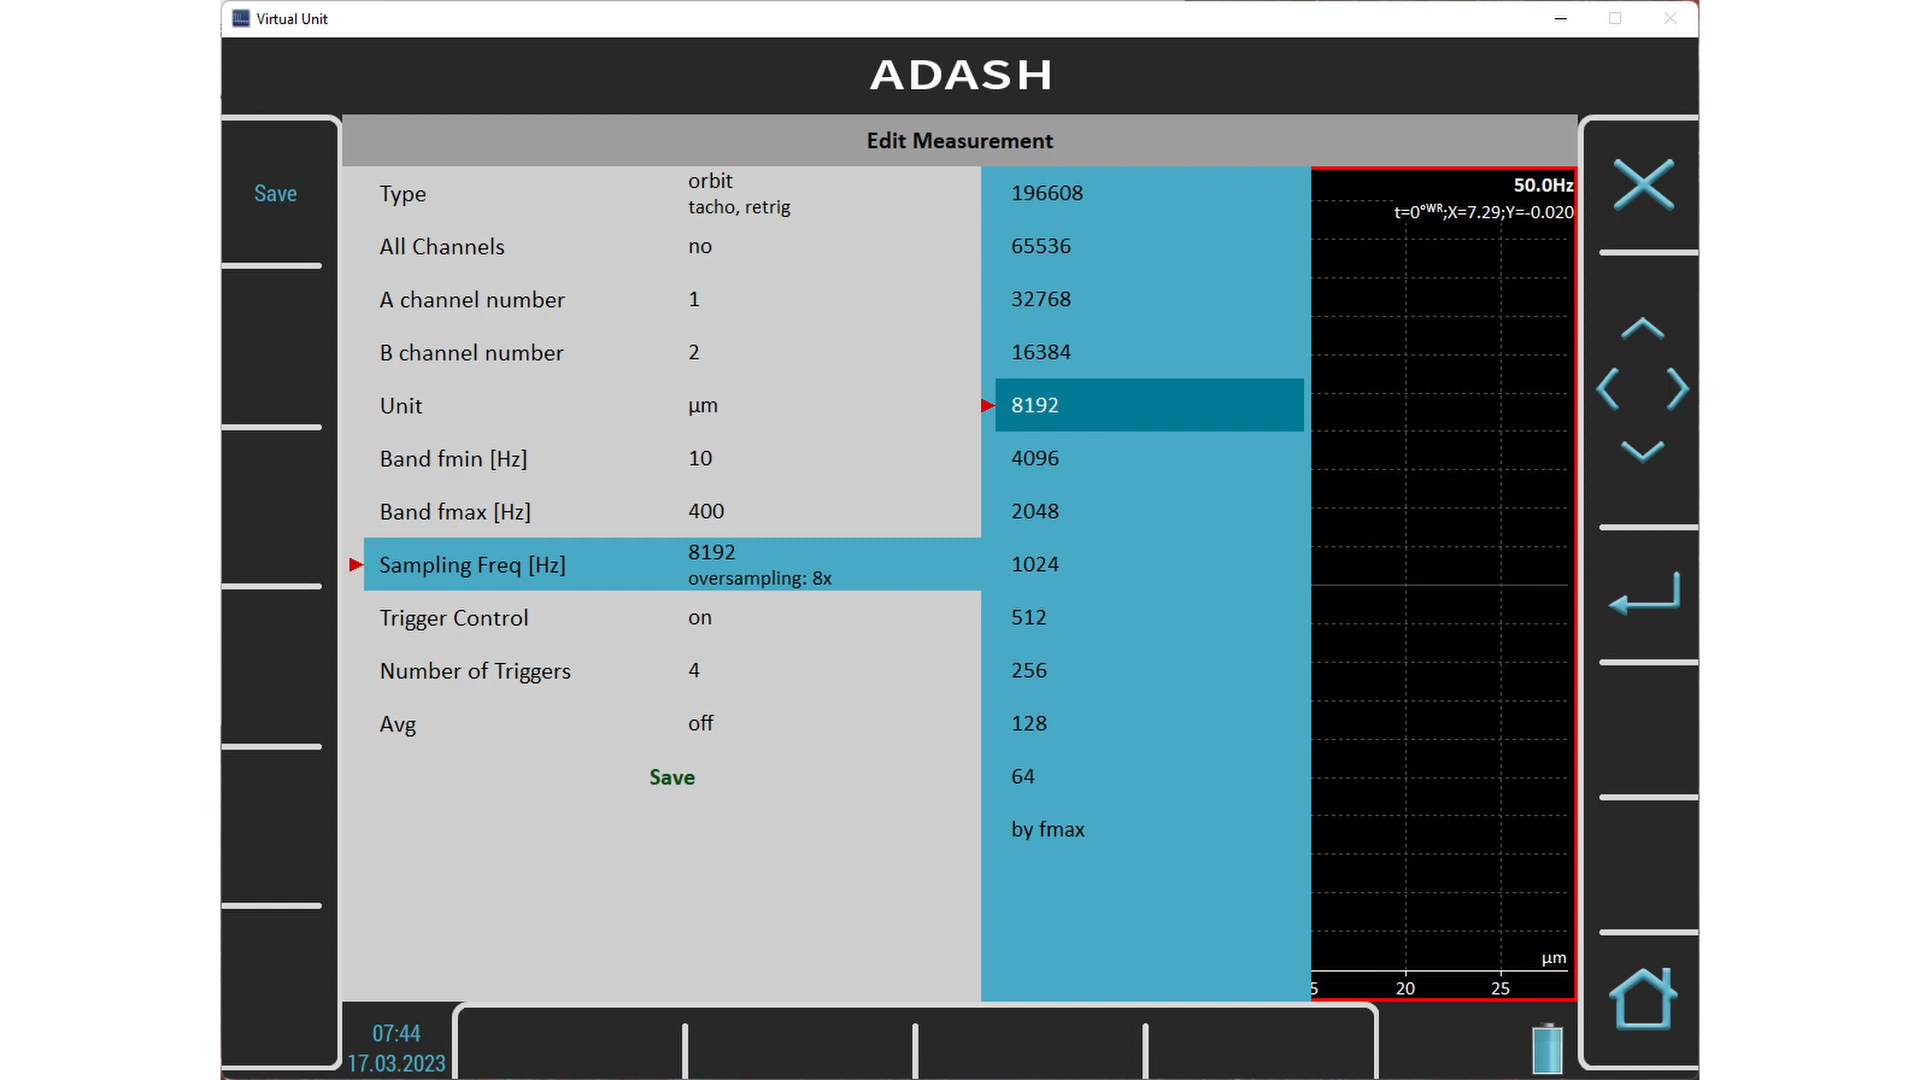 Virtual Unit
ADASH
Edit Measurement
Save
Type
orbit
tacho, retrig
All Channels
no
A channel number
1
B channel number
2
Unit
µm
Band fmin [Hz]
10
Band fmax [Hz]
400
Sampling Freq [Hz]
8192
oversampling: 8x
Trigger Control
on
Number of Triggers
4
Avg
off
Save
196608
65536
32768
16384
8192
4096
2048
1024
512
256
128
64
by fmax
50.0Hz
t=0°WR;X=7.29;Y=-0.020
µm
5 20 25
07:44
17.03.2023